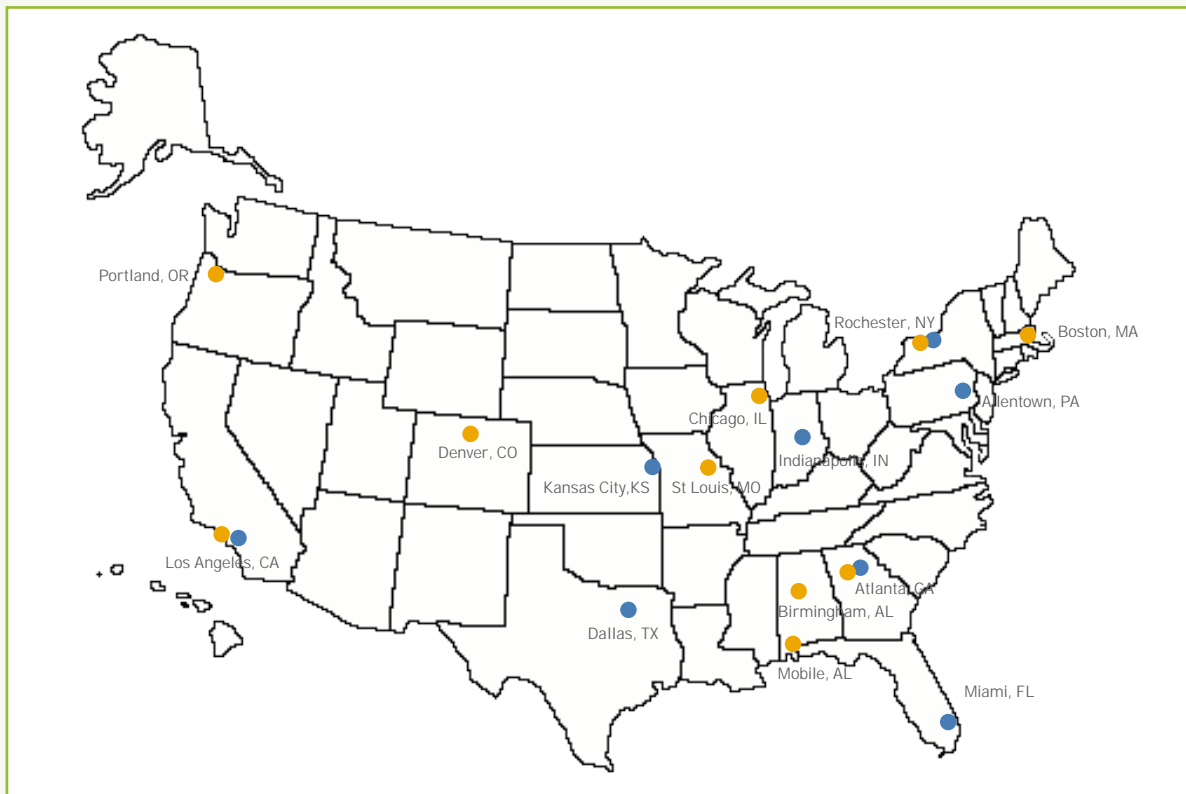 Portland, OR
Rochester, NY
Boston, MA
Allentown, PA
Chicago, IL
Denver, CO
Indianapolis, IN
Kansas City,KS
St Louis, MO
Los Angeles, CA
Atlanta, GA
Birmingham, AL
Dallas, TX
Mobile, AL
Miami, FL